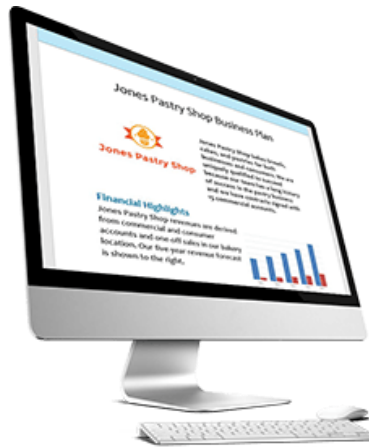 Jones Pastry Shop Business Plan
Jones Pastry Shop
Jones Pastry Shop bakes breads,
cakes, and pastries for both
businesses and consumers. We are
uniquely qualified to succeed
because our team has a long history
of success in the pastry business
and we have contracts signed with
15 commercial accounts.
Financial Highlights
Jones Pastry Shop revenues are derived
from commercial and consumer
accounts and one off sales in our bakery
location. Our five year revenue forecast
is shown to the right.